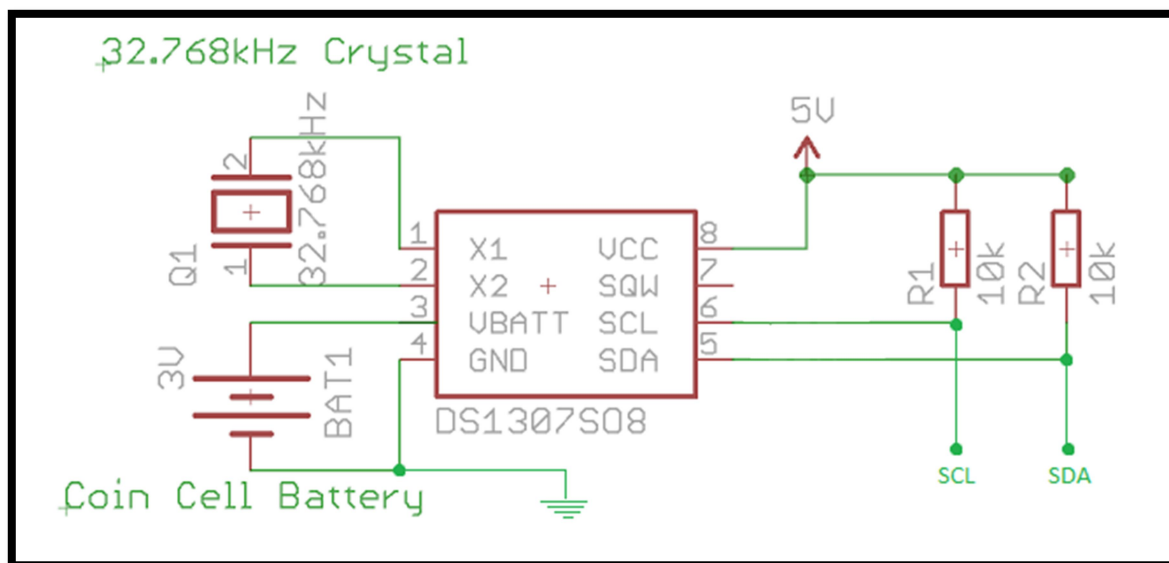 32.768kHz Crystal
5V
2
32.768kHz
Q1
1
1 X1 VCC 8
2 X2 SQW 7
3 VBATT SCL 6
4 GND SDA 5
DS1307SO8
R1
10k
R2
10k
3V
BAT1
SCL
SDA
Coin Cell Battery